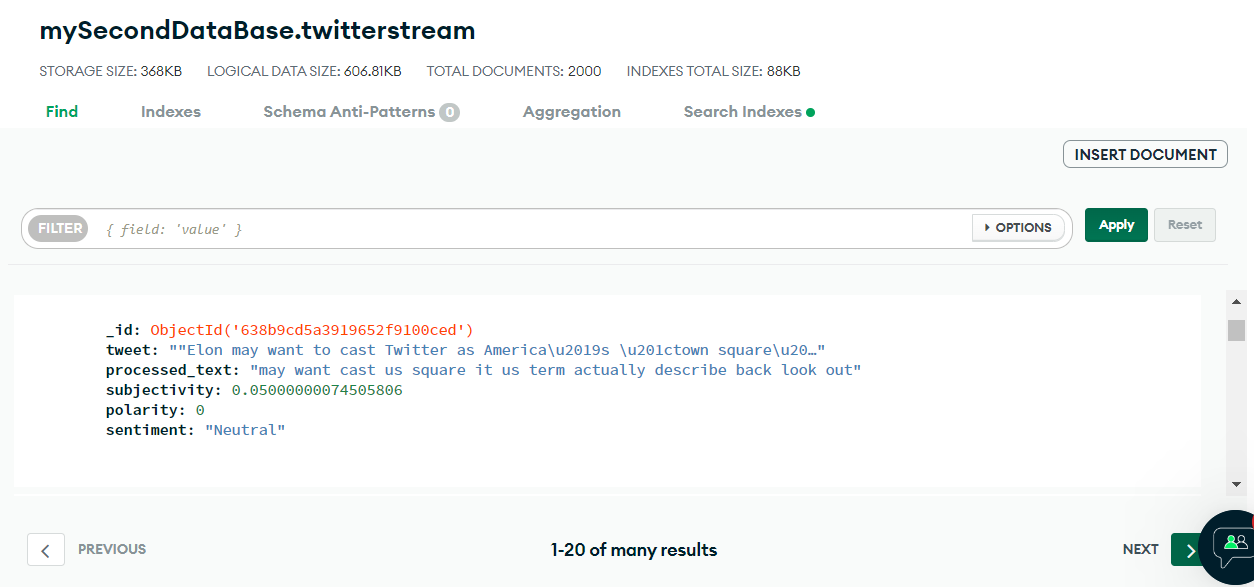 mySecondDataBase.twitterstream
STORAGE SIZE: 368KB LOGICAL DATA SIZE: 606.81KB TOTAL DOCUMENTS: 2000 INDEXES TOTAL SIZE: 88KB
Find Indexes Schema Anti-Patterns 0 Aggregation Search Indexes
INSERT DOCUMENT
FILTER { field: 'value' } OPTIONS Apply Reset
_id: ObjectId('638b9cd5a3919652f9100ced')
tweet: ""Elon may want to cast Twitter as America\u2019s \u201ctown square\u20…"
processed_text: "may want cast us square it us term actually describe back look out"
subjectivity: 0.05000000074505806
polarity: 0
sentiment: "Neutral"
PREVIOUS 1-20 of many results NEXT